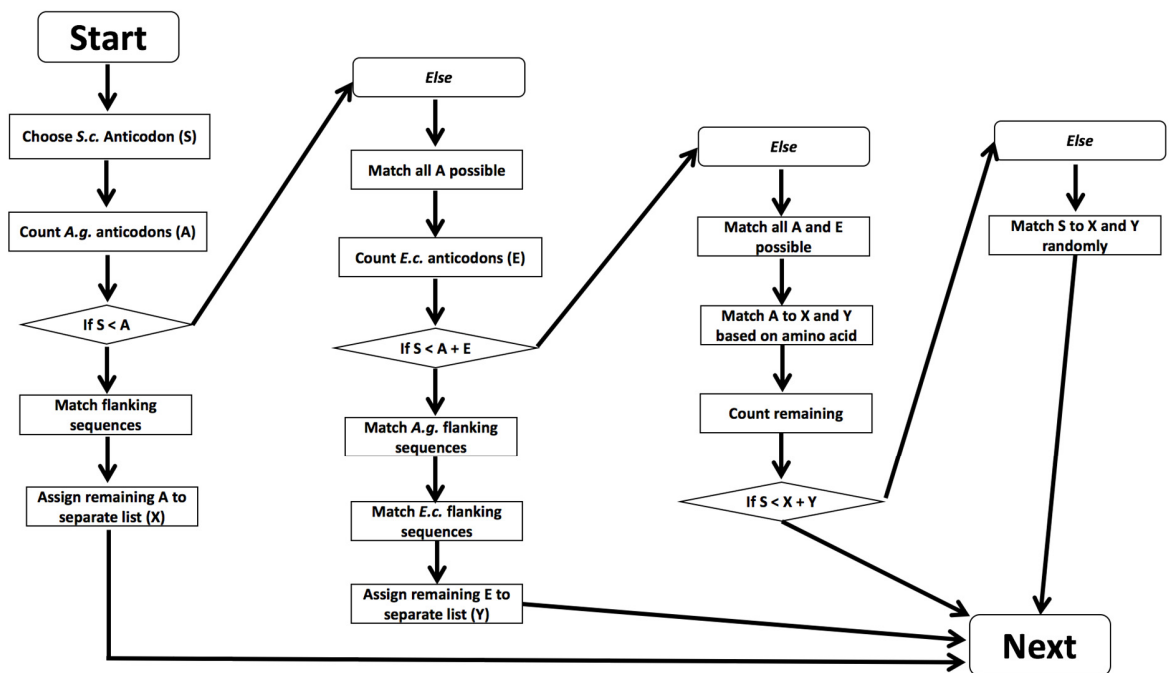 Start
Choose S.c. Anticodon (S)
Count A.g. anticodons (A)
If S < A
Match flanking
sequences
Assign remaining A to
separate list (X)
Else
Match all A possible
Count E.c. anticodons (E)
If S < A + E
Match A.g. flanking
sequences
Match E.c. flanking
sequences
Assign remaining E to
separate list (Y)
Else
Match all A and E
possible
Match A to X and Y
based on amino acid
Count remaining
If S < X + Y
Else
Match S to X and Y
randomly
Next